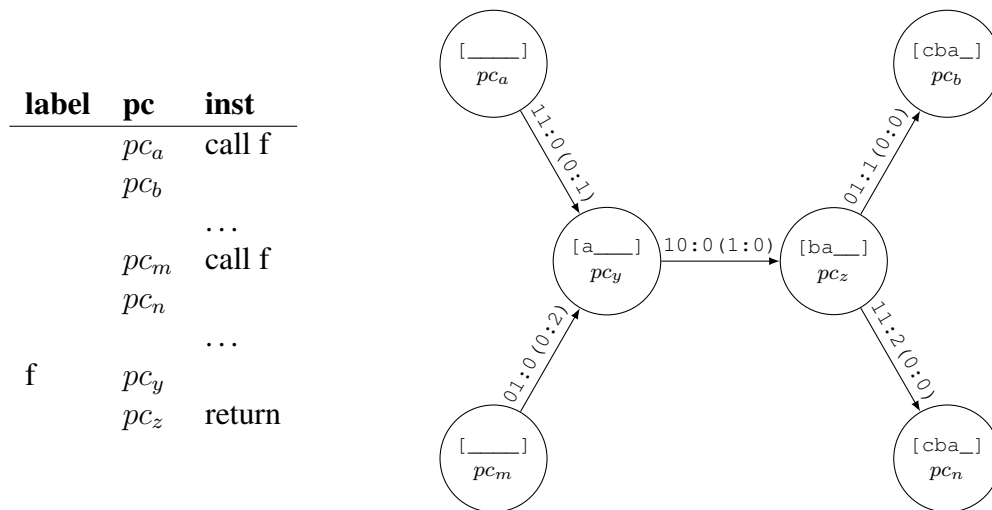 label pc inst
pc_a call f
pc_b
...
pc_m call f
pc_n
...
f pc_y
pc_z return
[____]
pc_a
[cba_]
pc_b
11:0(0:1)
01:1(0:0)
[a___]
pc_y
10:0(1:0)
[ba__]
pc_z
01:0(0:2)
11:2(0:0)
[____]
pc_m
[cba_]
pc_n